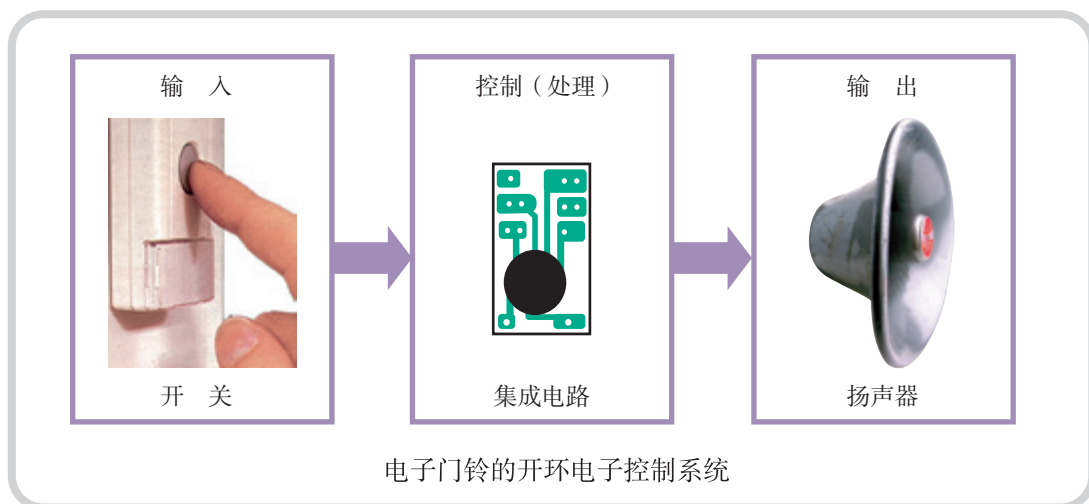 输 入
控制（处理）
输 出
开 关
集成电路
扬声器
电子门铃的开环电子控制系统